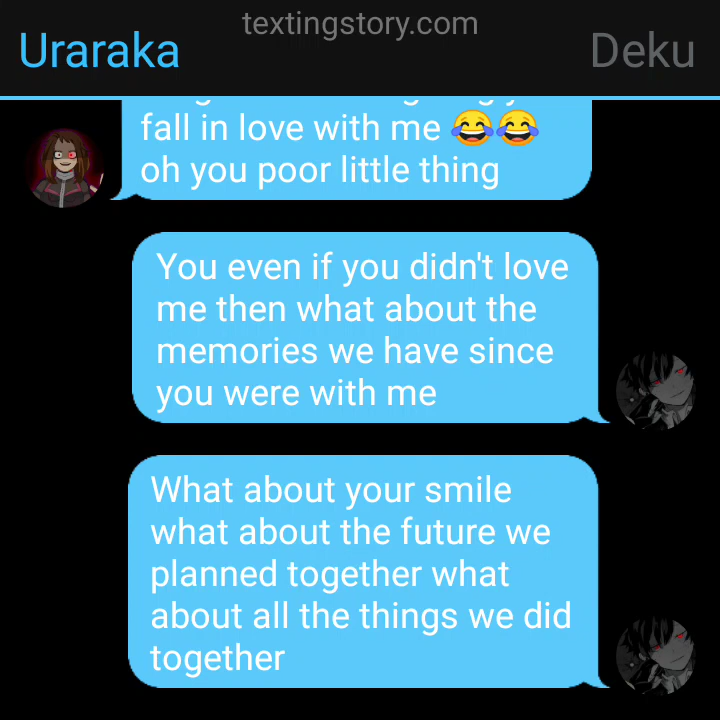 textingstory.com
Uraraka
Deku
fall in love with me 😂😂
oh you poor little thing
You even if you didn't love
me then what about the
memories we have since
you were with me
What about your smile
what about the future we
planned together what
about all the things we did
together